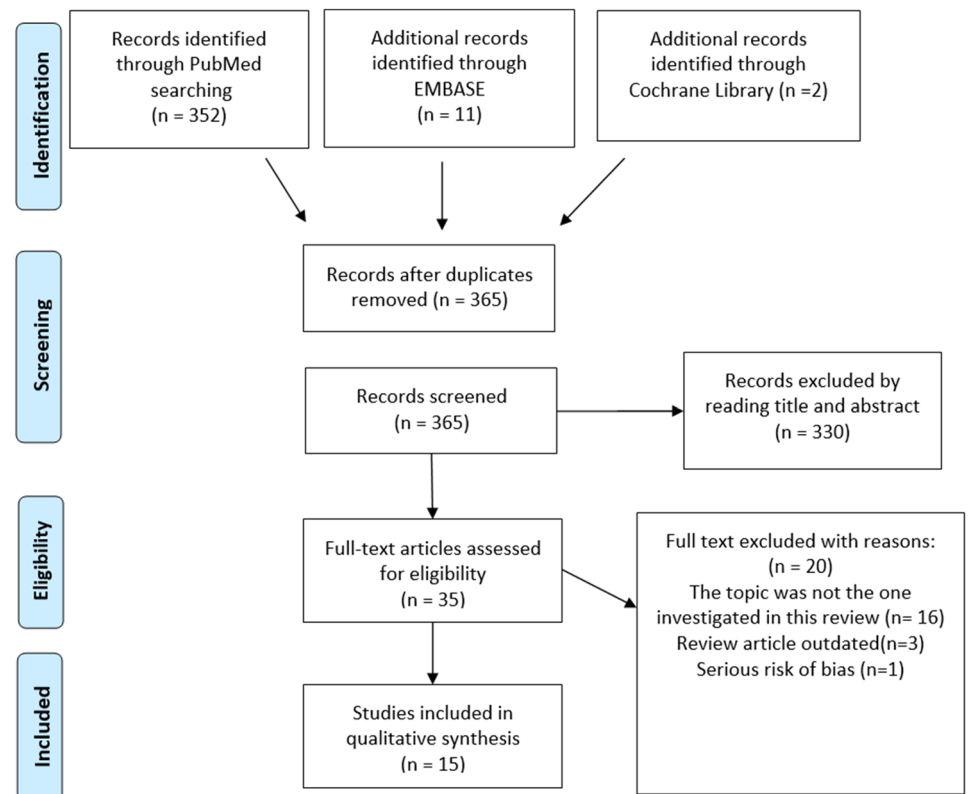 Identification
Records identified
through PubMed
searching
(n = 352)
Additional records
identified through
EMBASE
(n = 11)
Additional records
identified through
Cochrane Library (n =2)
Screening
Records after duplicates
removed (n = 365)
Records screened
(n = 365)
Records excluded by
reading title and abstract
(n = 330)
Eligibility
Full-text articles assessed
for eligibility
(n = 35)
Full text excluded with reasons:
(n = 20)
The topic was not the one
investigated in this review (n= 16)
Review article outdated(n=3)
Serious risk of bias (n=1)
Included
Studies included in
qualitative synthesis
(n = 15)